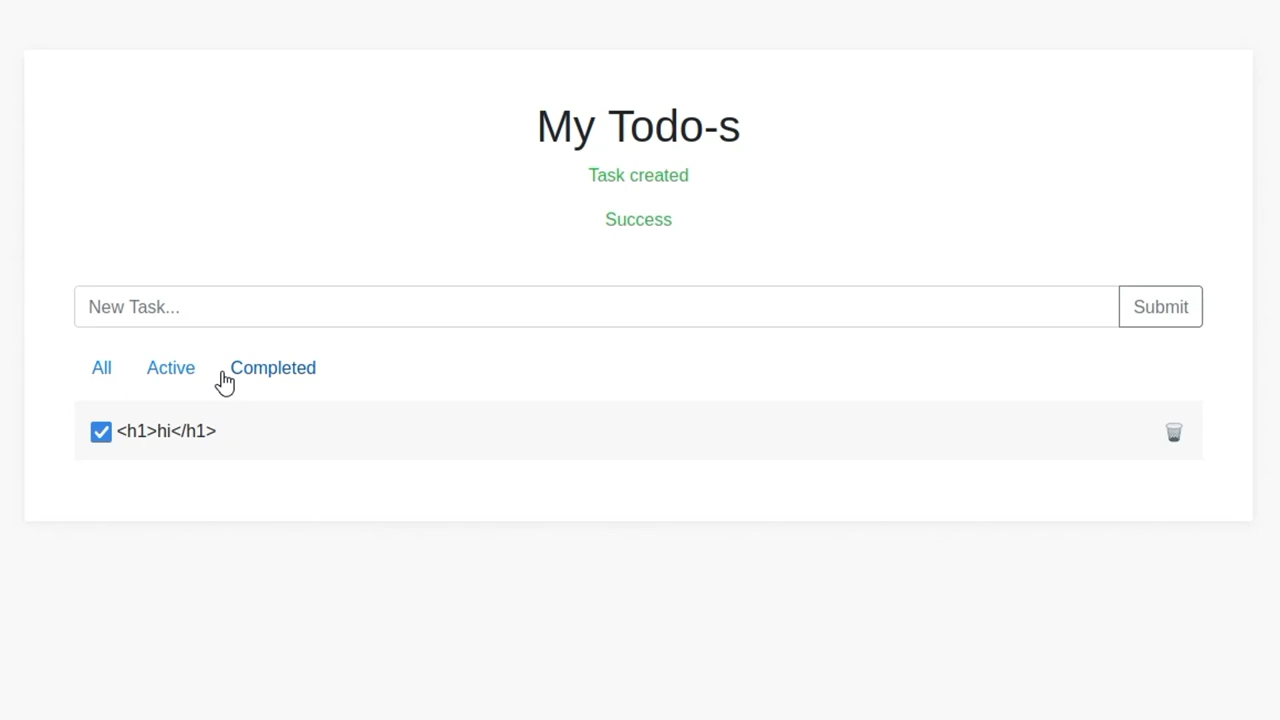 My Todo-s
Task created
Success
New Task...
Submit
All Active Completed
<h1>hi</h1>